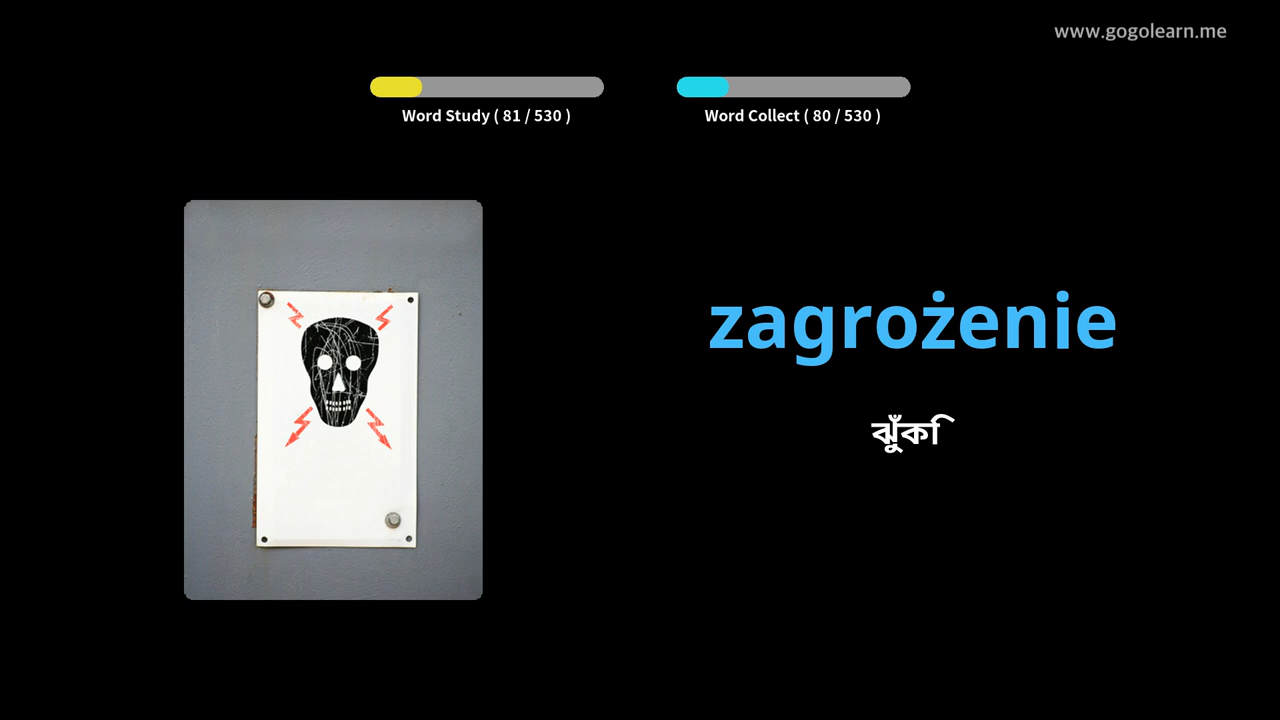 www.gogolearn.me
Word Study ( 81 / 530 )
Word Collect ( 80 / 530 )
zagrożenie
ঝুঁকি